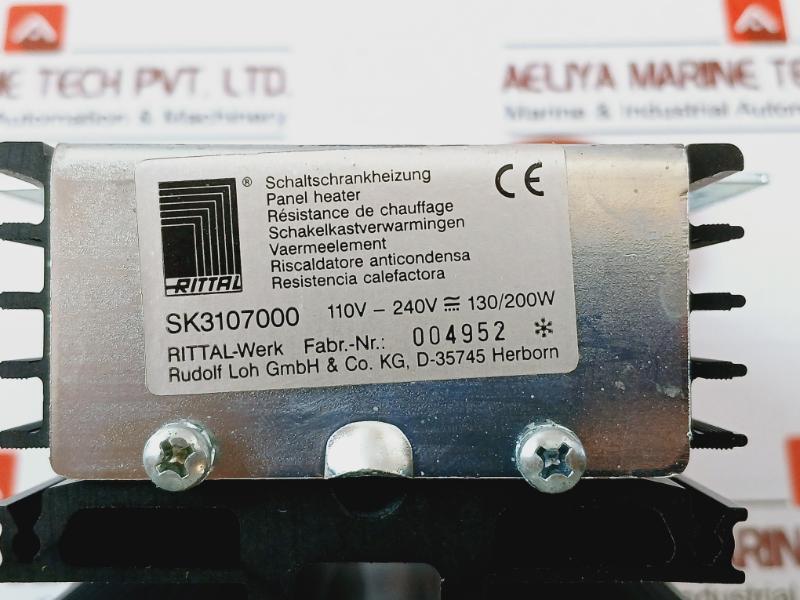 NE TECH PVT. LTD.
Automation & Machinery
AELIYA MARINE TE
Marine & Industrial Autom
RITTAL
®
Schaltschrankheizung
Panel heater
Résistance de chauffage
Schakelkastverwarmingen
Vaermeelement
Riscaldatore anticondensa
Resistencia calefactora
CE
SK3107000 110V – 240V ≂ 130/200W
RITTAL-Werk Fabr.-Nr.: 004952 ✻
Rudolf Loh GmbH & Co. KG, D-35745 Herborn